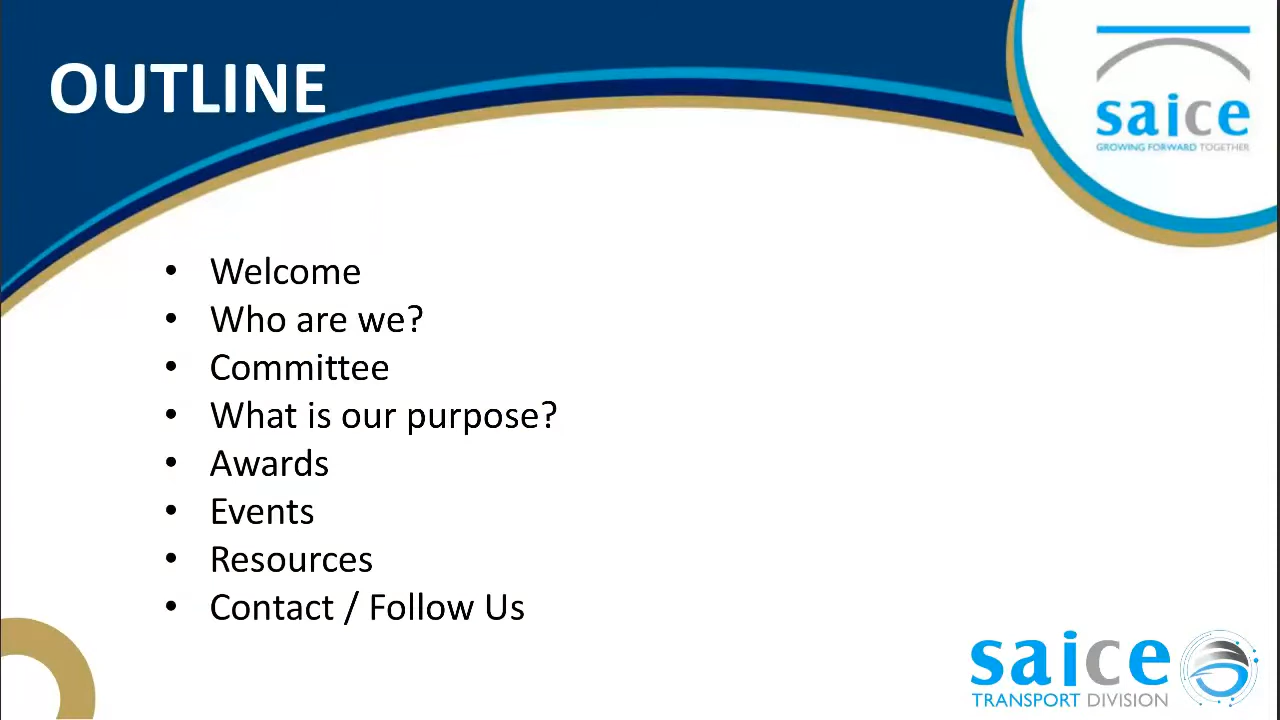 OUTLINE
saice
GROWING FORWARD TOGETHER
• Welcome
• Who are we?
• Committee
• What is our purpose?
• Awards
• Events
• Resources
• Contact / Follow Us
saice
TRANSPORT DIVISION